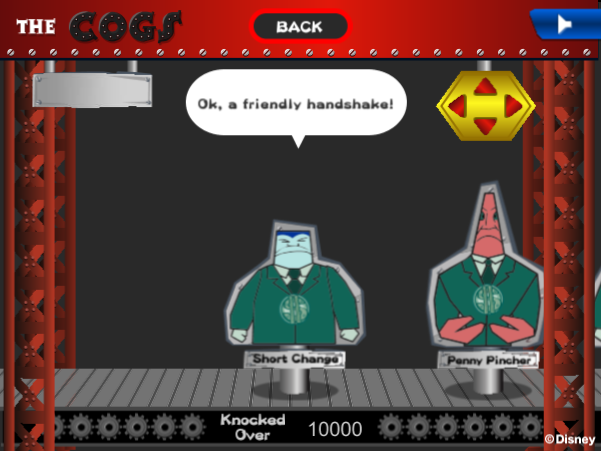 THE COGS
BACK
Ok, a friendly handshake!
Short Change
Penny Pincher
Knocked
Over
10000
©Disney